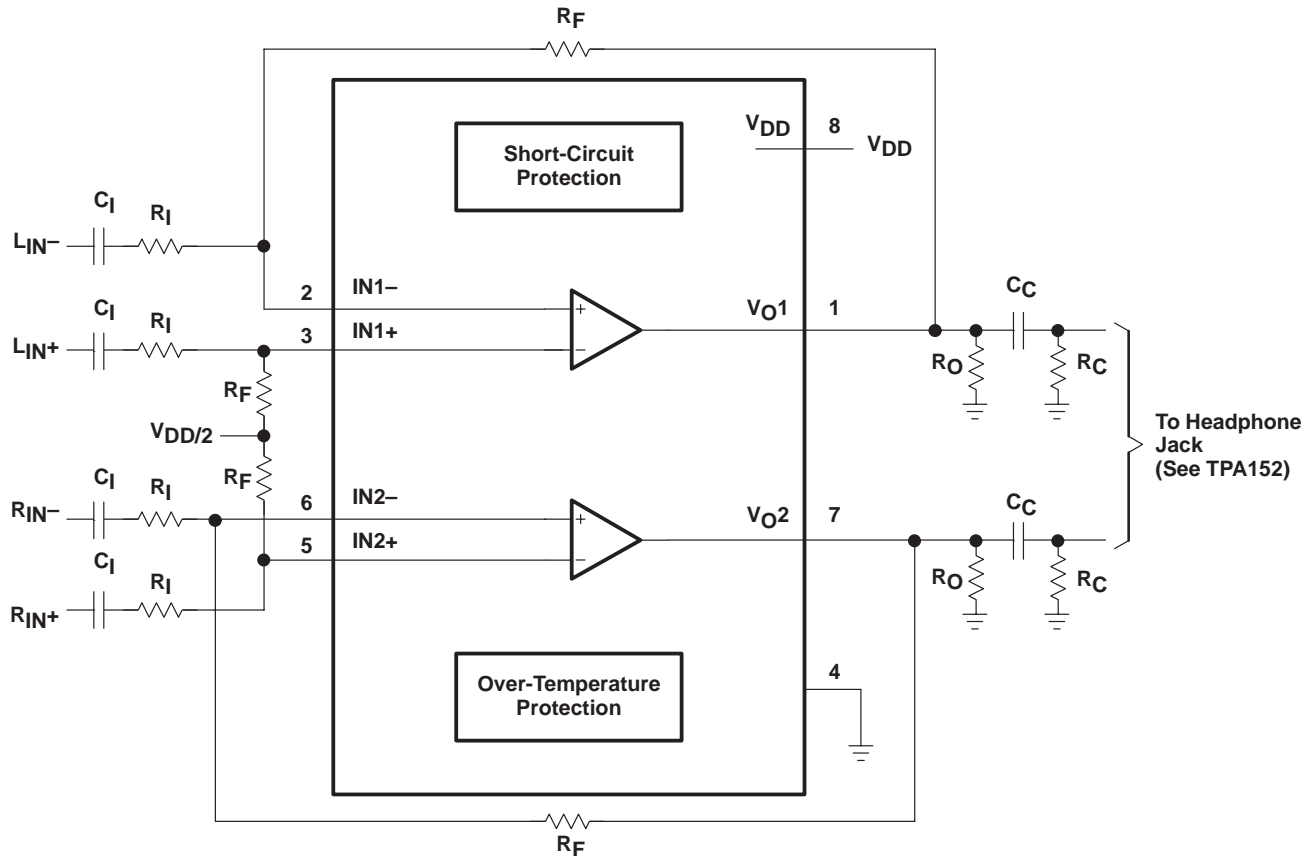 RF
VDD
8
VDD
Short-Circuit
Protection
CI
RI
LIN−
2
IN1−
+
VO1
1
CC
CI
RI
LIN+
3
IN1+
−
RO
RC
RF
VDD/2
To Headphone
Jack
(See TPA152)
RF
CI
RI
RIN−
6
IN2−
+
VO2
7
CC
5
IN2+
−
CI
RI
RIN+
RO
RC
4
Over-Temperature
Protection
RF